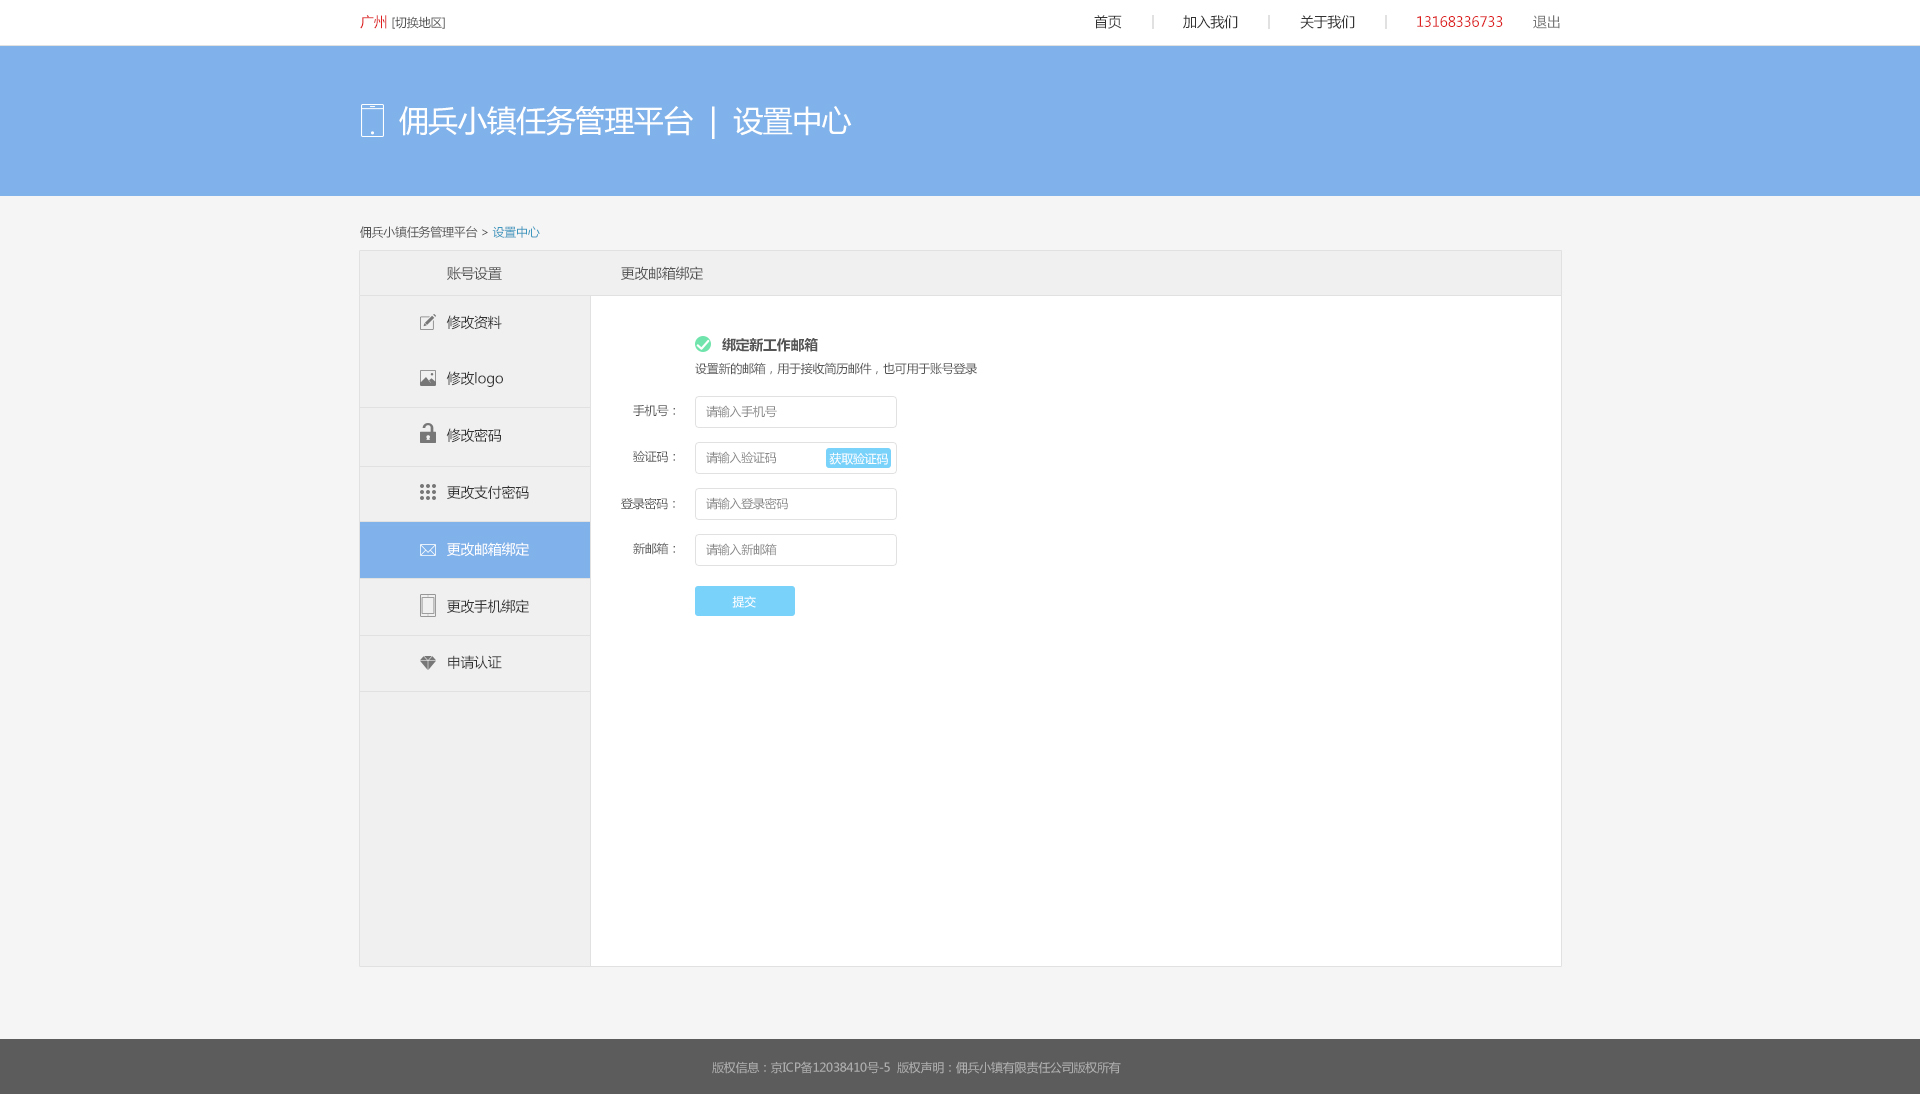 广州 [切换地区] 首页 | 加入我们 | 关于我们 | 13168336733 退出
佣兵小镇任务管理平台 | 设置中心
佣兵小镇任务管理平台 > 设置中心
账号设置 更改邮箱绑定
修改资料
修改logo
修改密码
更改支付密码
更改邮箱绑定
更改手机绑定
申请认证
绑定新工作邮箱
设置新的邮箱，用于接收简历邮件，也可用于账号登录
手机号： 请输入手机号
验证码： 请输入验证码 获取验证码
登录密码： 请输入登录密码
新邮箱： 请输入新邮箱
提交
版权信息：京ICP备12038410号-5 版权声明：佣兵小镇有限责任公司版权所有